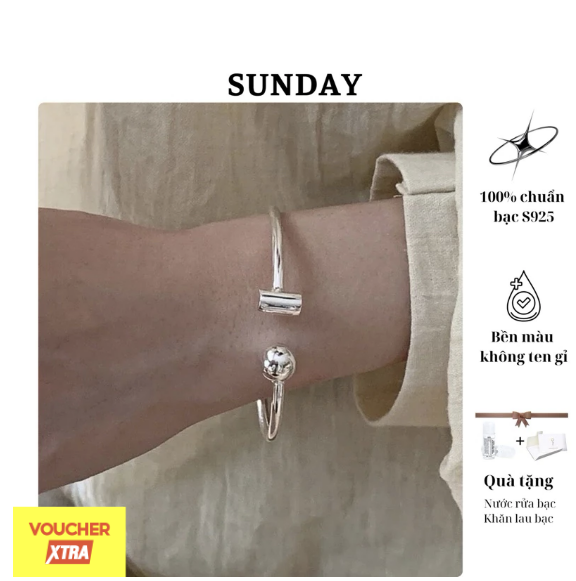 SUNDAY
100% chuẩn
bạc S925
Bền màu
không ten gỉ
Quà tặng
Nước rửa bạc
Khăn lau bạc
VOUCHER
XTRA